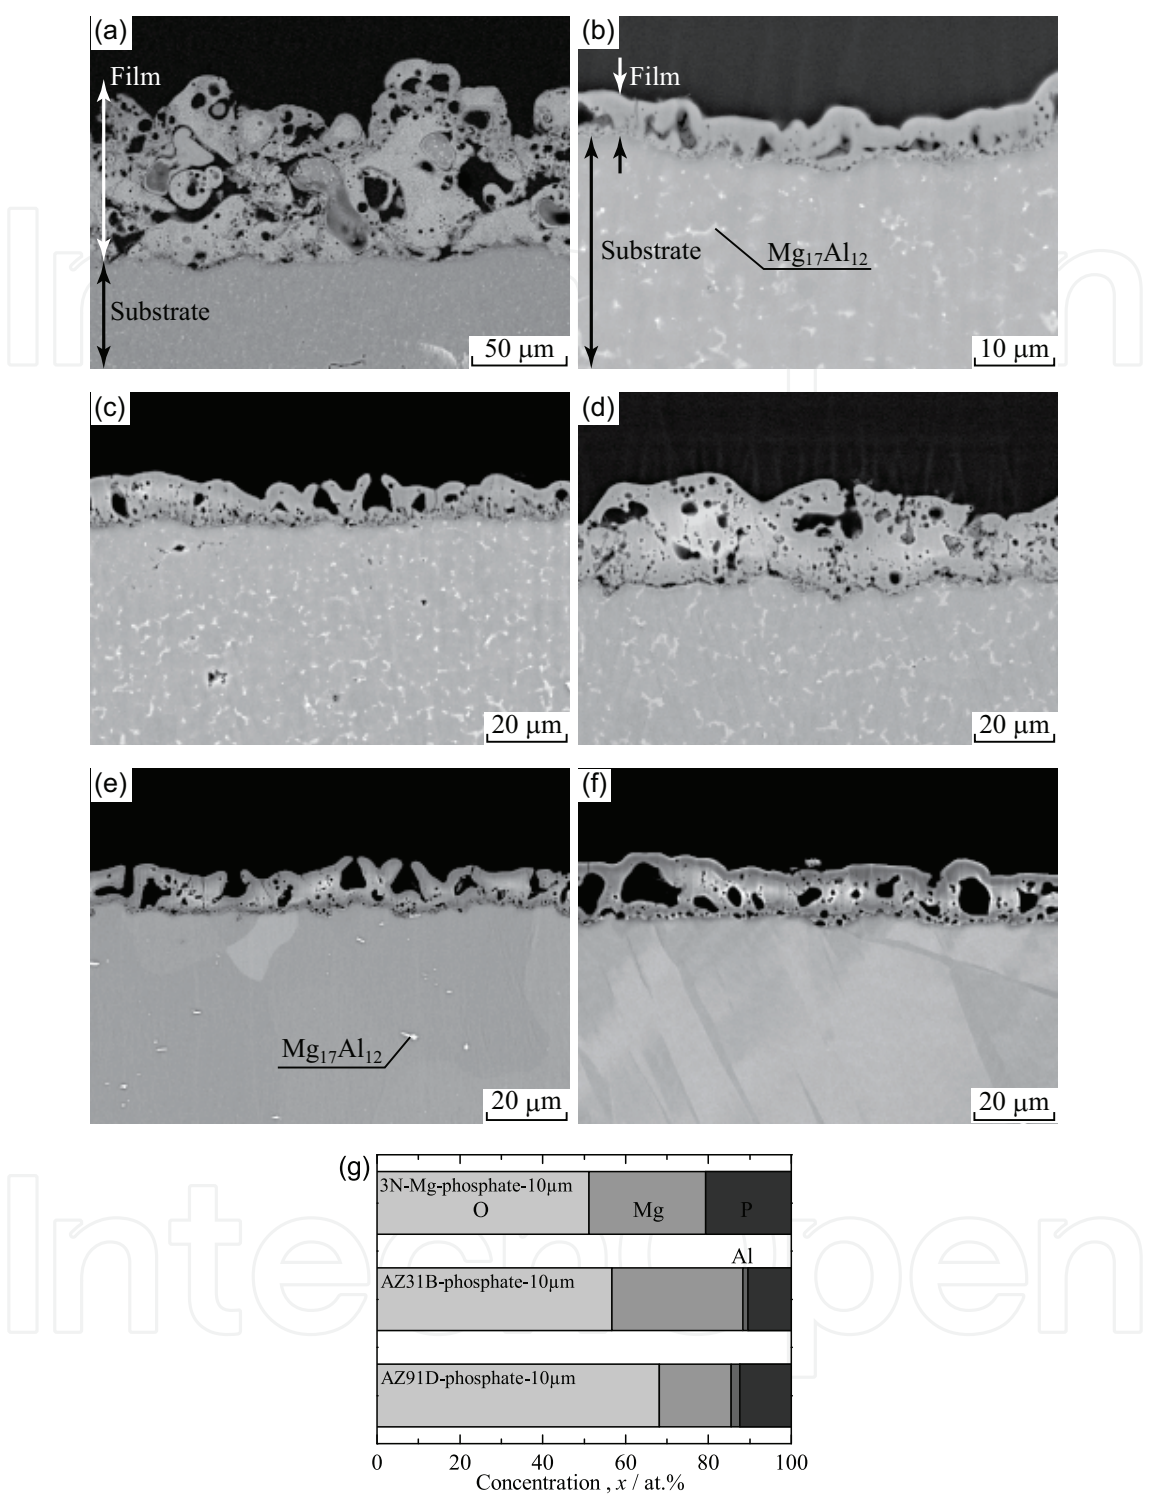 (a)
Film
Substrate
50 µm
(b)
Film
Substrate
Mg₁₇Al₁₂
10 µm
(c)
20 µm
(d)
20 µm
(e)
Mg₁₇Al₁₂
20 µm
(f)
20 µm
(g)
3N-Mg-phosphate-10µm
O Mg P
Al
AZ31B-phosphate-10µm
AZ91D-phosphate-10µm
0 20 40 60 80 100
Concentration , x / at.%
IntechOpen
IntechOpen